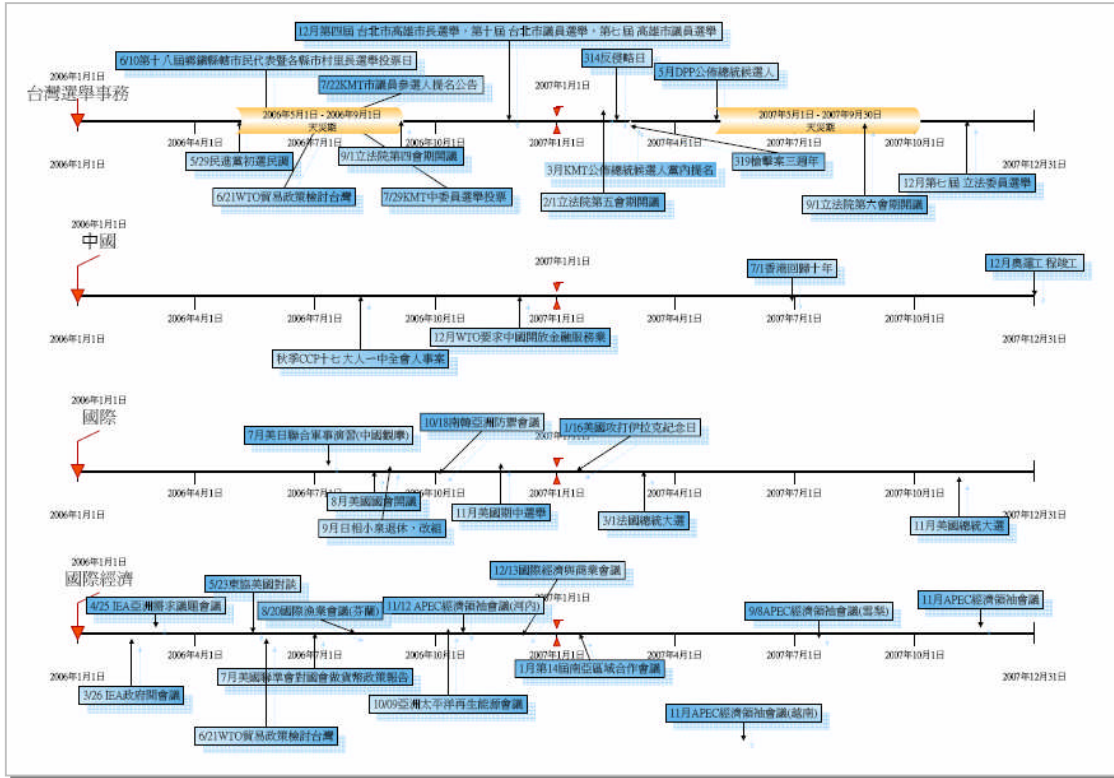 12月第四屆 台北市高雄市長選舉,第十屆 台北市議員選舉,第七屆 高雄市議員選舉
6/10第十八屆鄉鎮縣轄市民代表暨各縣市村里長選舉投票日
314反侵略日
5月DPP公佈總統候選人
2006年1月1日
7/22KMT市議員參選人提名公告
2007年1月1日
台灣選舉事務
2006年5月1日 - 2006年9月1日
天災期
2007年5月1日 - 2007年9月30日
天災期
2006年1月1日
2007年1月1日
2007年4月1日
2007年12月31日
5/29民進黨初選民調
9/1立法院第四會期開議
319槍擊案三週年
3月KMT公佈總統候選人黨內提名
12月第七屆 立法委員選舉
6/21WTO貿易政策檢討台灣
7/29KMT中委員選舉投票
2/1立法院第五會期開議
9/1立法院第六會期開議
2006年1月1日
中國
2007年1月1日
7/1香港回歸十年
12月奧運工程竣工
2006年1月1日
2006年4月1日
2006年7月1日
2006年10月1日
2007年1月1日
2007年4月1日
2007年7月1日
2007年10月1日
2007年12月31日
12月WTO要求中國開放金融服務業
秋季CCP十七大人一中全會人事案
2006年1月1日
國際
10/18南韓亞洲防禦會議
1/16美國攻打伊拉克紀念日
7月美日聯合軍事演習(中國觀摩)
2006年1月1日
2006年4月1日
2006年7月1日
2006年10月1日
2007年1月1日
2007年4月1日
2007年7月1日
2007年10月1日
2007年12月31日
8月美國國會開議
11月美國期中選舉
3/1法國總統大選
11月美國總統大選
9月日相小泉退休,改組
2006年1月1日
國際經濟
12/13國際經濟與商業會議
5/23東協美國對談
2007年1月1日
4/25 IEA亞洲需求議題會議
8/20國際漁業會議(芬蘭)
11/12 APEC經濟領袖會議(河內)
9/8APEC經濟領袖會議(雪梨)
11月APEC經濟領袖會議
2006年1月1日
2006年4月1日
2006年7月1日
2006年10月1日
2007年1月1日
2007年4月1日
2007年7月1日
2007年10月1日
2007年12月31日
1月第14屆南亞區域合作會議
7月美國聯準會對國會做貨幣政策報告
3/26 IEA政府間會議
10/09亞洲太平洋再生能源會議
11月APEC經濟領袖會議(越南)
6/21WTO貿易政策檢討台灣